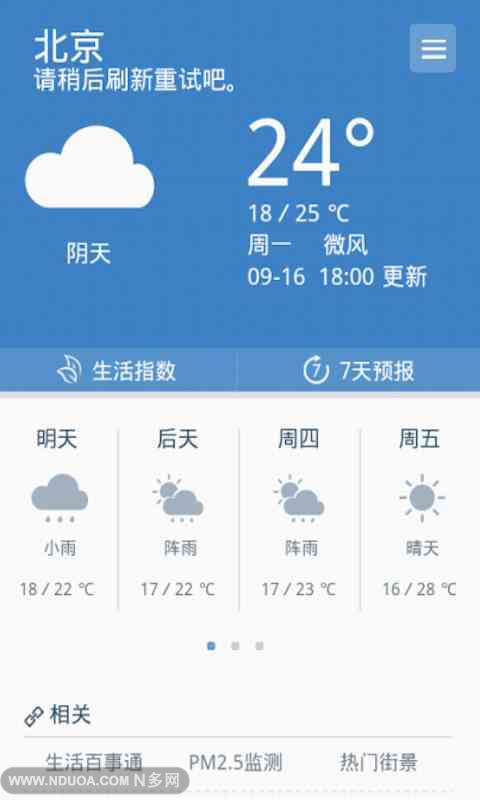 北京
请稍后刷新重试吧。
24°
18 / 25 ℃
阴天
周一 微风
09-16 18:00 更新
生活指数 7 7天预报
明天 后天 周四 周五
小雨 阵雨 阵雨 晴天
18 / 22 ℃ 17 / 22 ℃ 17 / 23 ℃ 16 / 28 ℃
相关
生活百事通 PM2.5监测 热门街景
WWW.NDUOA.COM N多网